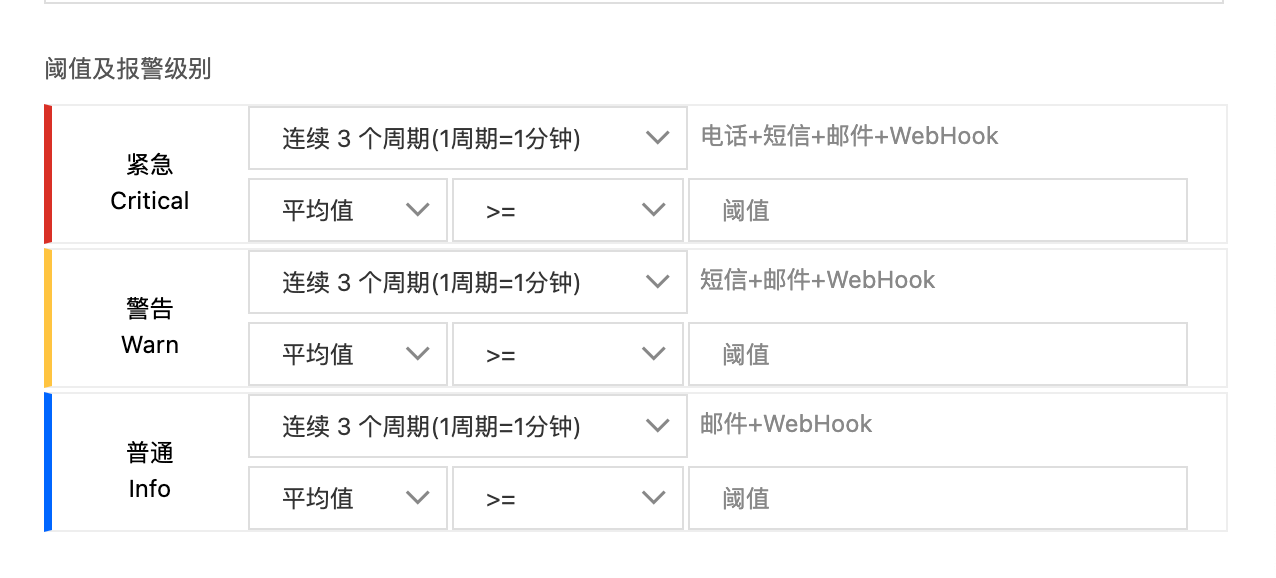 阈值及报警级别
连续 3 个周期(1周期=1分钟)
电话+短信+邮件+WebHook
紧急
Critical
平均值
>=
阈值
连续 3 个周期(1周期=1分钟)
短信+邮件+WebHook
警告
Warn
平均值
>=
阈值
连续 3 个周期(1周期=1分钟)
邮件+WebHook
普通
Info
平均值
>=
阈值